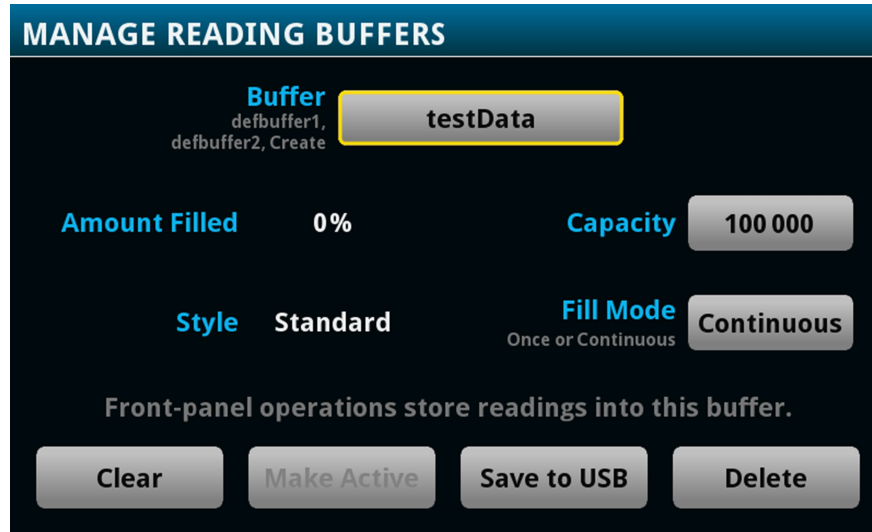 MANAGE READING BUFFERS
Buffer
defbuffer1,
defbuffer2, Create
testData
Amount Filled 0%
Capacity 100 000
Style Standard
Fill Mode
Once or Continuous
Continuous
Front-panel operations store readings into this buffer.
Clear Make Active Save to USB Delete